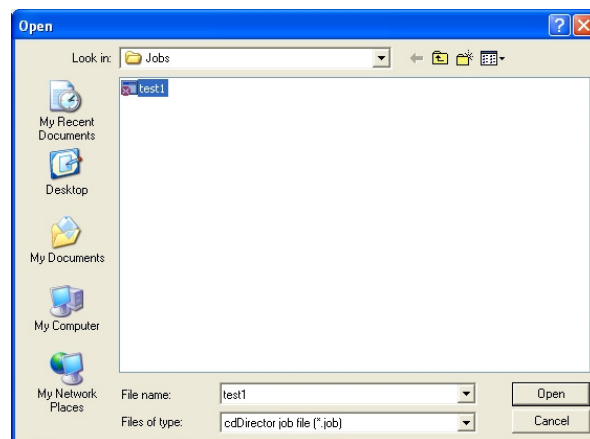 Open
Look in:
Jobs
test1
My Recent
Documents
Desktop
My Documents
My Computer
My Network
Places
File name:
test1
Open
Files of type:
cdDirector job file (*.job)
Cancel